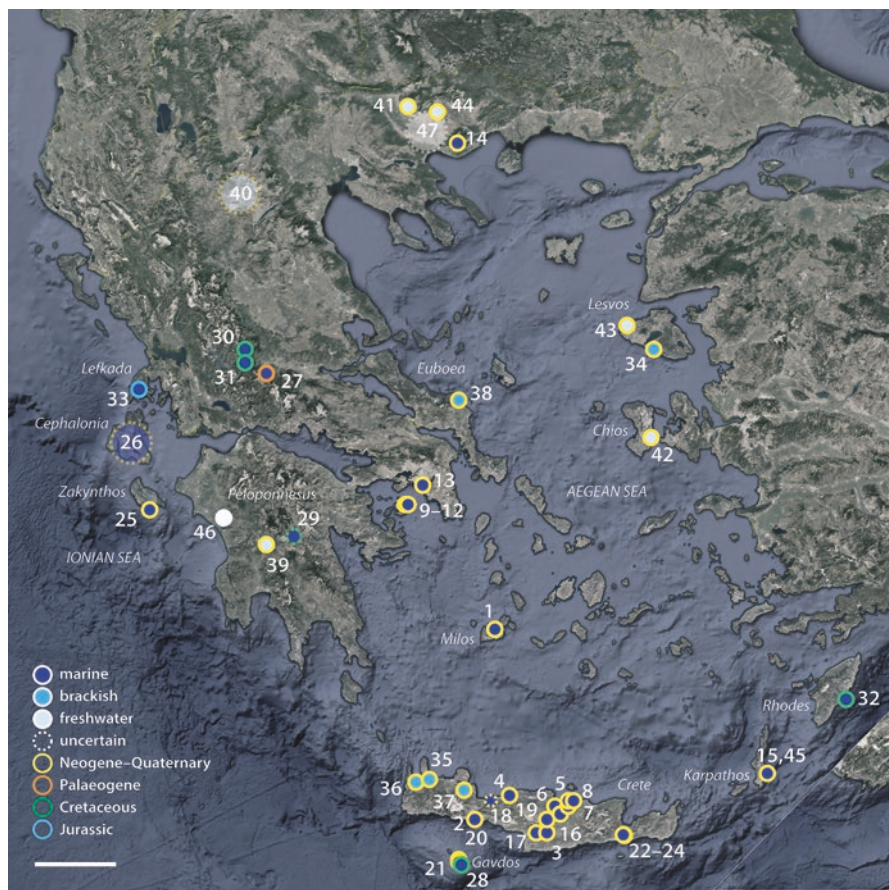 41
44
47
14
40
Lesvos
43
30
34
31
27
Lefkada
Euboea
33
38
Cephalonia
26
Chios
42
13
Zakynthos
Peloponnesus
AEGEAN SEA
9–12
25
46
29
IONIAN SEA
39
1
Milos
marine
brackish
freshwater
uncertain
Neogene–Quaternary
Palaeogene
Cretaceous
Jurassic
Rhodes
32
15,45
Karpathos
35
36
4
5
8
Crete
6
37
19
7
18
2
20
17
16
3
22–24
21
Gavdos
28